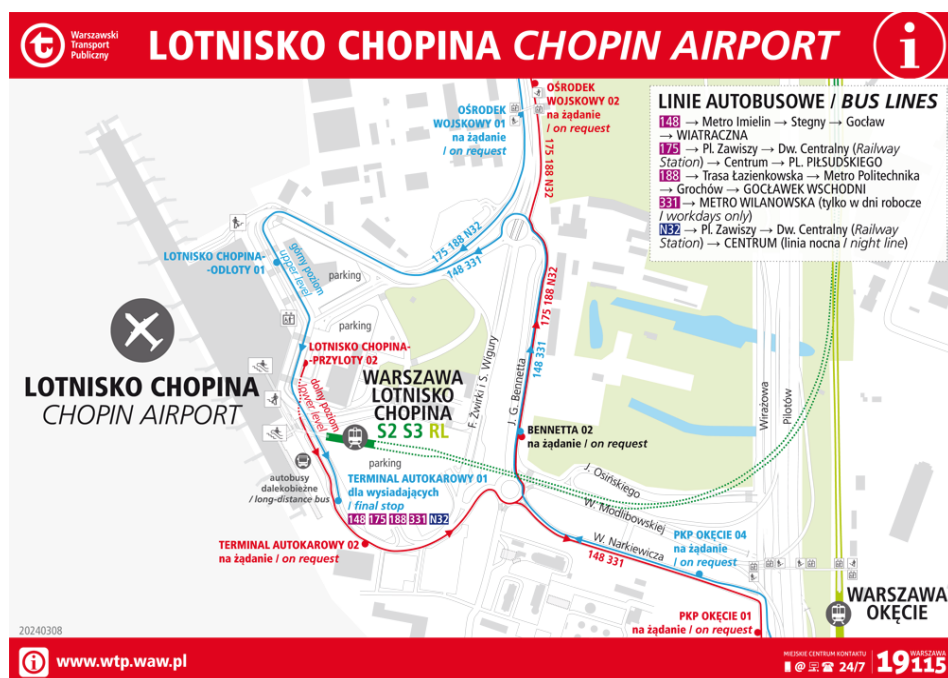 Warszawski
Transport
Publiczny
LOTNISKO CHOPINA CHOPIN AIRPORT
i
LINIE AUTOBUSOWE / BUS LINES
148 → Metro Imielin → Stegny → Gocław
→ WIATRACZNA
175 → Pl. Zawiszy → Dw. Centralny (Railway
Station) → Centrum → PL. PIŁSUDSKIEGO
188 → Trasa Łazienkowska → Metro Politechnika
→ Grochów → GOCŁAWEK WSCHODNI
331 → METRO WILANOWSKA (tylko w dni robocze
/ workdays only)
N32 → Pl. Zawiszy → Dw. Centralny (Railway
Station) → CENTRUM (linia nocna / night line)
OŚRODEK
WOJSKOWY 01
na żądanie
/ on request
OŚRODEK
WOJSKOWY 02
na żądanie
/ on request
175 188 N32
175 188 N32
148 331
LOTNISKO CHOPINA-
-ODLOTY 01
górny poziom
upper level
parking
parking
LOTNISKO CHOPINA-
-PRZYLOTY 02
dolny poziom
lower level
LOTNISKO CHOPINA
CHOPIN AIRPORT
WARSZAWA
LOTNISKO
CHOPINA
S2 S3 RL
F. Żwirki i S. Wigury
J. G. Bennetta
148 331
175 188 N32
Wirażowa
Pilotów
BENNETTA 02
na żądanie / on request
parking
autobusy
dalekobieżne
/ long-distance bus
TERMINAL AUTOKAROWY 01
dla wysiadających
/ final stop
148 175 188 331 N32
TERMINAL AUTOKAROWY 02
na żądanie / on request
J. Osińskiego
W. Modlibowskiej
W. Narkiewicza
148 331
PKP OKĘCIE 04
na żądanie
/ on request
PKP OKĘCIE 01
na żądanie / on request
WARSZAWA
OKĘCIE
20240308
i www.wtp.waw.pl
MIEJSKIE CENTRUM KONTAKTU
@ 24/7
WARSZAWA
19115